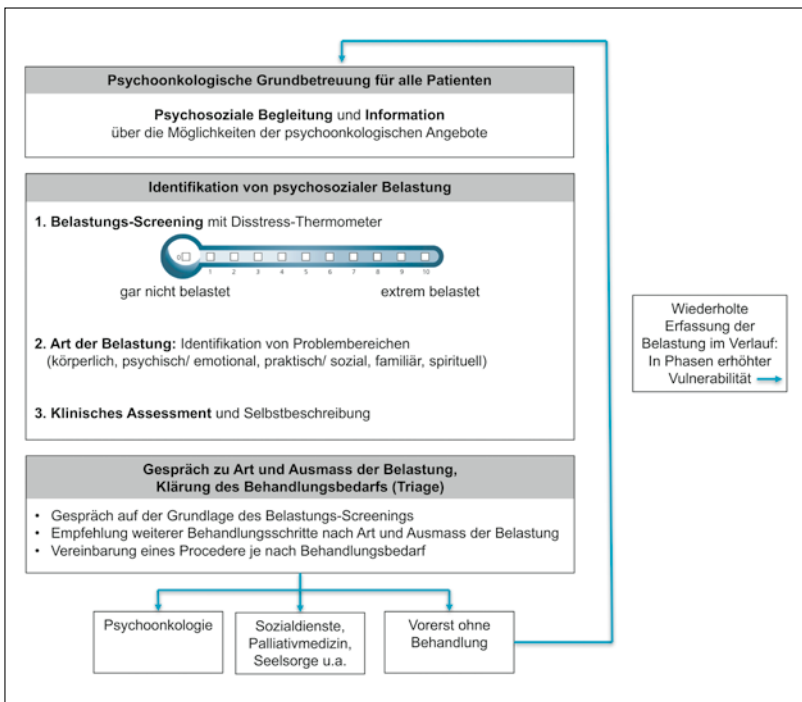 Psychoonkologische Grundbetreuung für alle Patienten
Psychosoziale Begleitung und Information
über die Möglichkeiten der psychoonkologischen Angebote
Identifikation von psychosozialer Belastung
1. Belastungs-Screening mit Disstress-Thermometer
0 1 2 3 4 5 6 7 8 9 10
gar nicht belastet extrem belastet
2. Art der Belastung: Identifikation von Problembereichen
(körperlich, psychisch/ emotional, praktisch/ sozial, familiär, spirituell)
3. Klinisches Assessment und Selbstbeschreibung
Gespräch zu Art und Ausmass der Belastung,
Klärung des Behandlungsbedarfs (Triage)
• Gespräch auf der Grundlage des Belastungs-Screenings
• Empfehlung weiterer Behandlungsschritte nach Art und Ausmass der Belastung
• Vereinbarung eines Procedere je nach Behandlungsbedarf
Psychoonkologie
Sozialdienste,
Palliativmedizin,
Seelsorge u.a.
Vorerst ohne
Behandlung
Wiederholte
Erfassung der
Belastung im Verlauf:
In Phasen erhöhter
Vulnerabilität